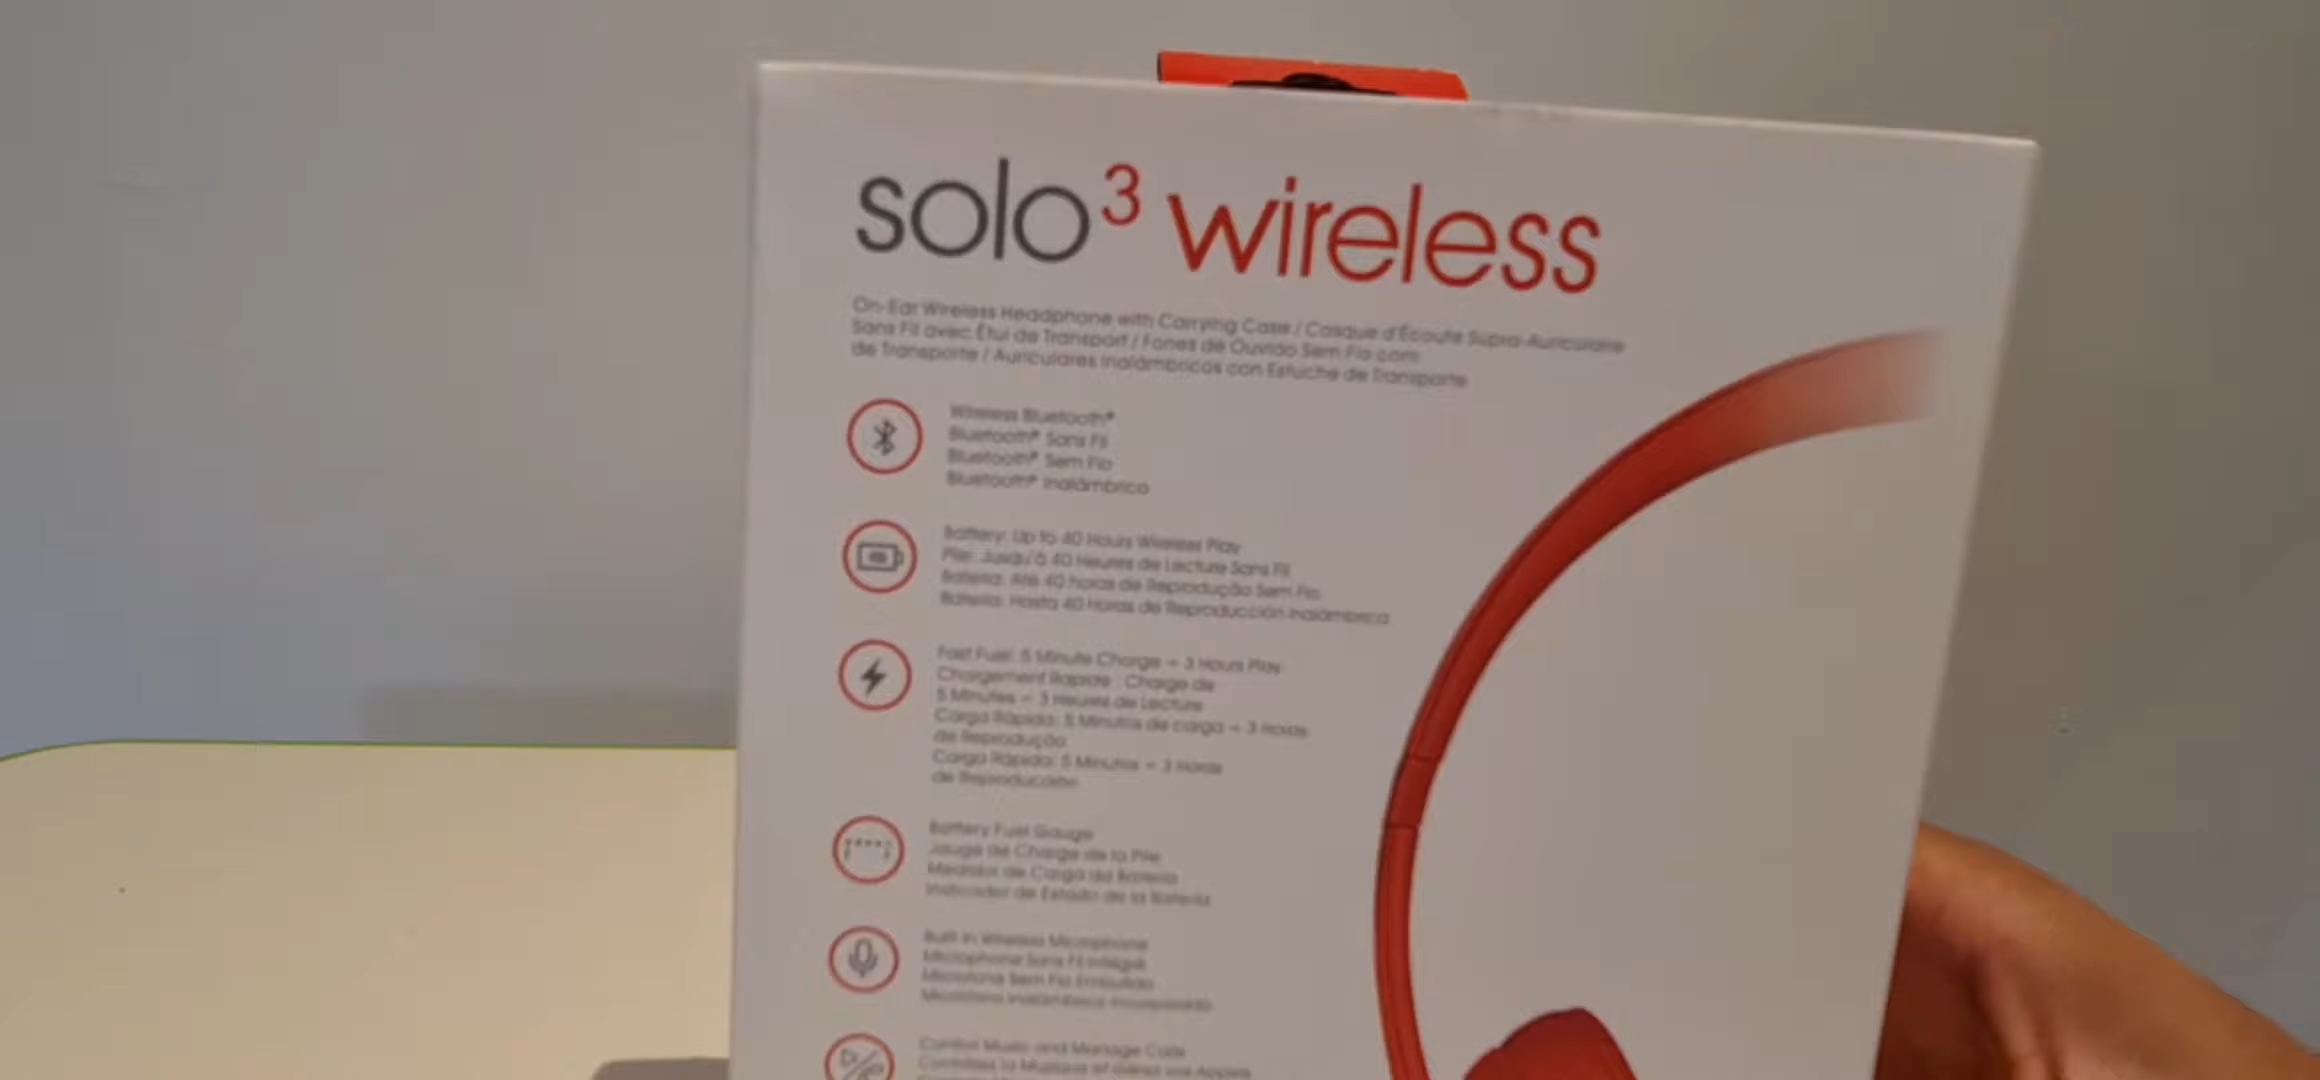 solo³ wireless
On-Ear Wireless Headphone with Carrying Case / Casque d'Écoute Supra-Auriculaire
Sans Fil avec Étui de Transport / Fones de Ouvido Sem Fio com
de Transporte / Auriculares Inalámbricos con Estuche de Transporte
Wireless Bluetooth®
Bluetooth® Sans Fil
Bluetooth® Sem Fio
Bluetooth® Inalámbrico
Battery: Up to 40 Hours Wireless Play
Pile: Jusqu'à 40 Heures de Lecture Sans Fil
Bateria: Até 40 horas de Reprodução Sem Fio
Batería: Hasta 40 Horas de Reproducción Inalámbrica
Fast Fuel: 5 Minute Charge = 3 Hours Play
Chargement Rapide : Charge de
5 Minutes = 3 Heures de Lecture
Carga Rápida: 5 Minutos de carga = 3 Horas
de Reprodução
Carga Rápida: 5 Minutos = 3 Horas
de Reproducción
Battery Fuel Gauge
Jauge de Charge de la Pile
Medidor de Carga da Bateria
Indicador de Estado de la Batería
Built in Wireless Microphone
Microphone Sans Fil Intégré
Microfone Sem Fio Embutido
Micrófono Inalámbrico Incorporado
Control Music and Manage Calls